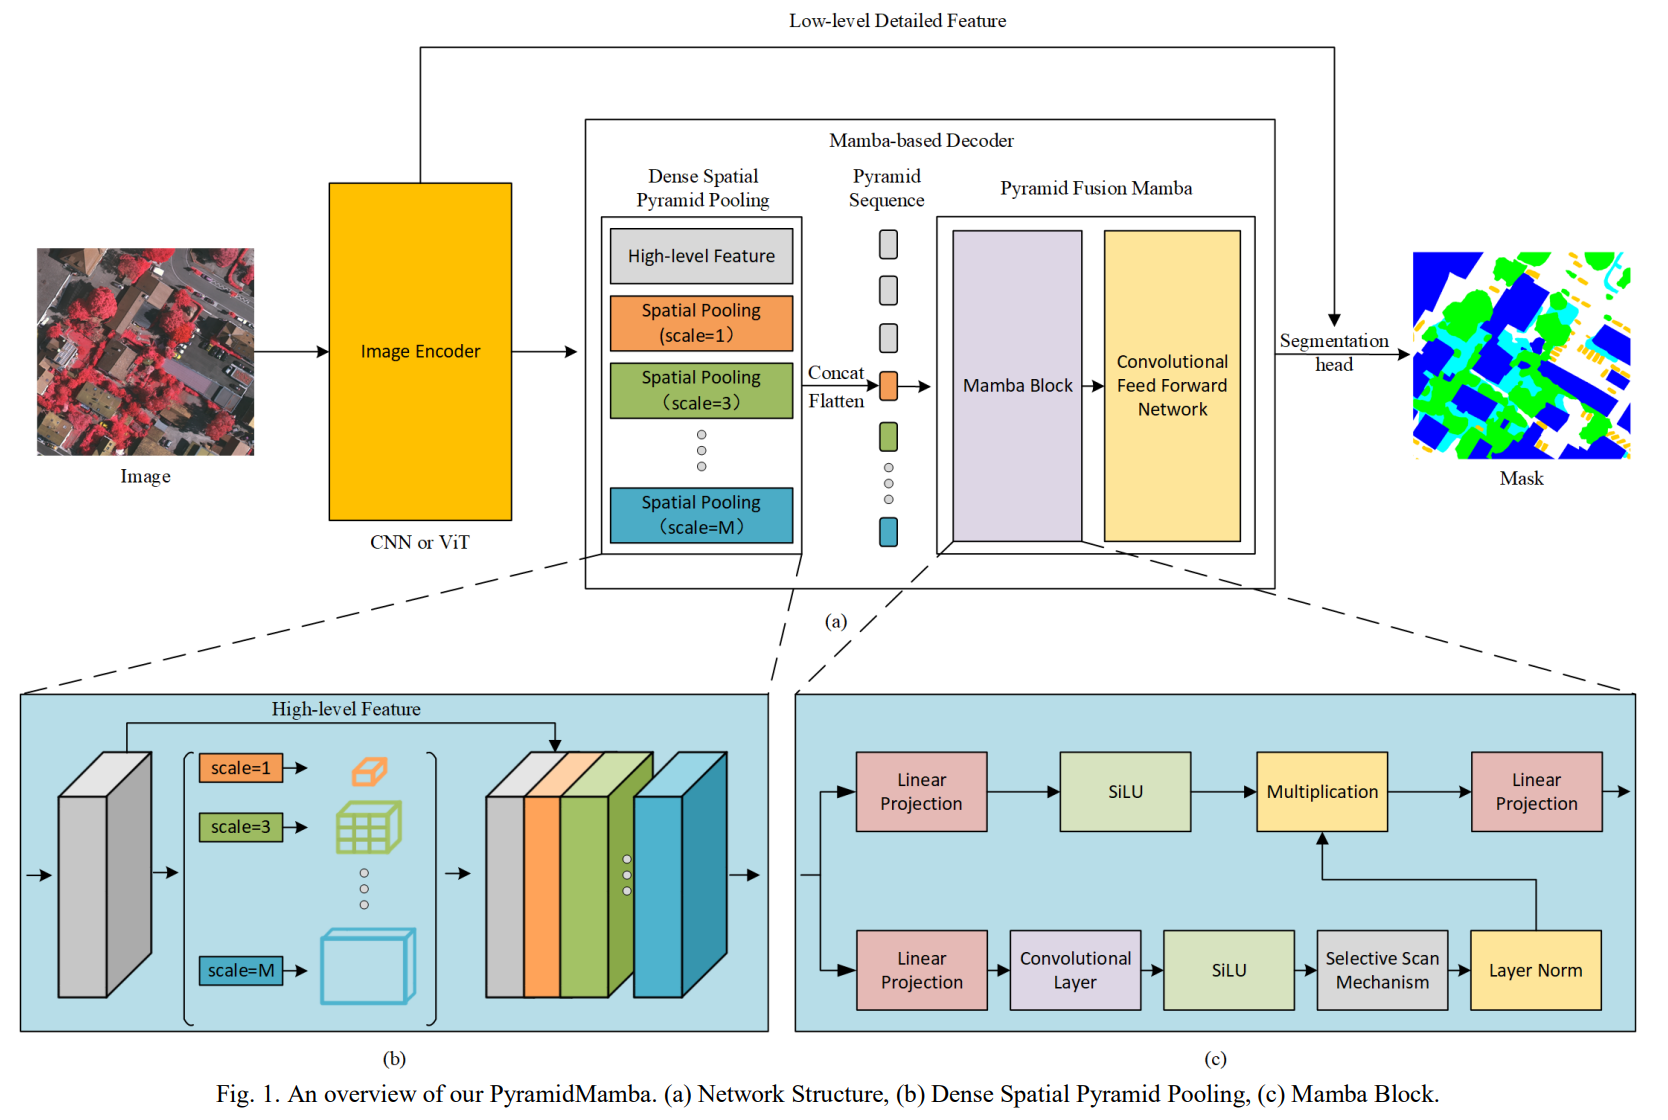 Low-level Detailed Feature
Mamba-based Decoder
Dense Spatial
Pyramid Pooling
Pyramid
Sequence
Pyramid Fusion Mamba
High-level Feature
Spatial Pooling
(scale=1）
Spatial Pooling
（scale=3）
Spatial Pooling
（scale=M）
Concat
Flatten
Image Encoder
Mamba Block
Convolutional
Feed Forward
Network
Segmentation
head
Image
CNN or ViT
Mask
(a)
High-level Feature
scale=1
scale=3
scale=M
Linear
Projection
SiLU
Multiplication
Linear
Projection
Linear
Projection
Convolutional
Layer
SiLU
Selective Scan
Mechanism
Layer Norm
(b)
(c)
Fig. 1. An overview of our PyramidMamba. (a) Network Structure, (b) Dense Spatial Pyramid Pooling, (c) Mamba Block.